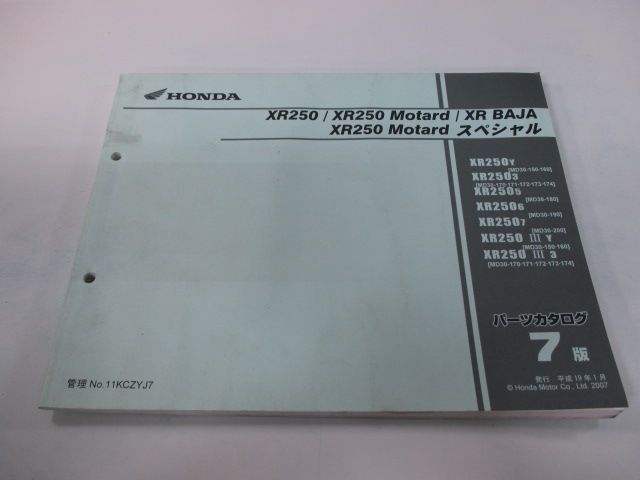 HONDA
XR250 / XR250 Motard / XR BAJA
XR250 Motard スペシャル
XR250Y
[MD30-150・160]
XR2503
[MD30-170・171・172・173・174]
XR2505
[MD30-180]
XR2506
[MD30-190]
XR2507
[MD30-200]
XR250 III Y
[MD30-150・160]
XR250 III 3
[MD30-170・171・172・173・174]
パーツカタログ
7版
管理 No.11KCZYJ7
発行 平成19年1月
© Honda Motor Co., Ltd. 2007